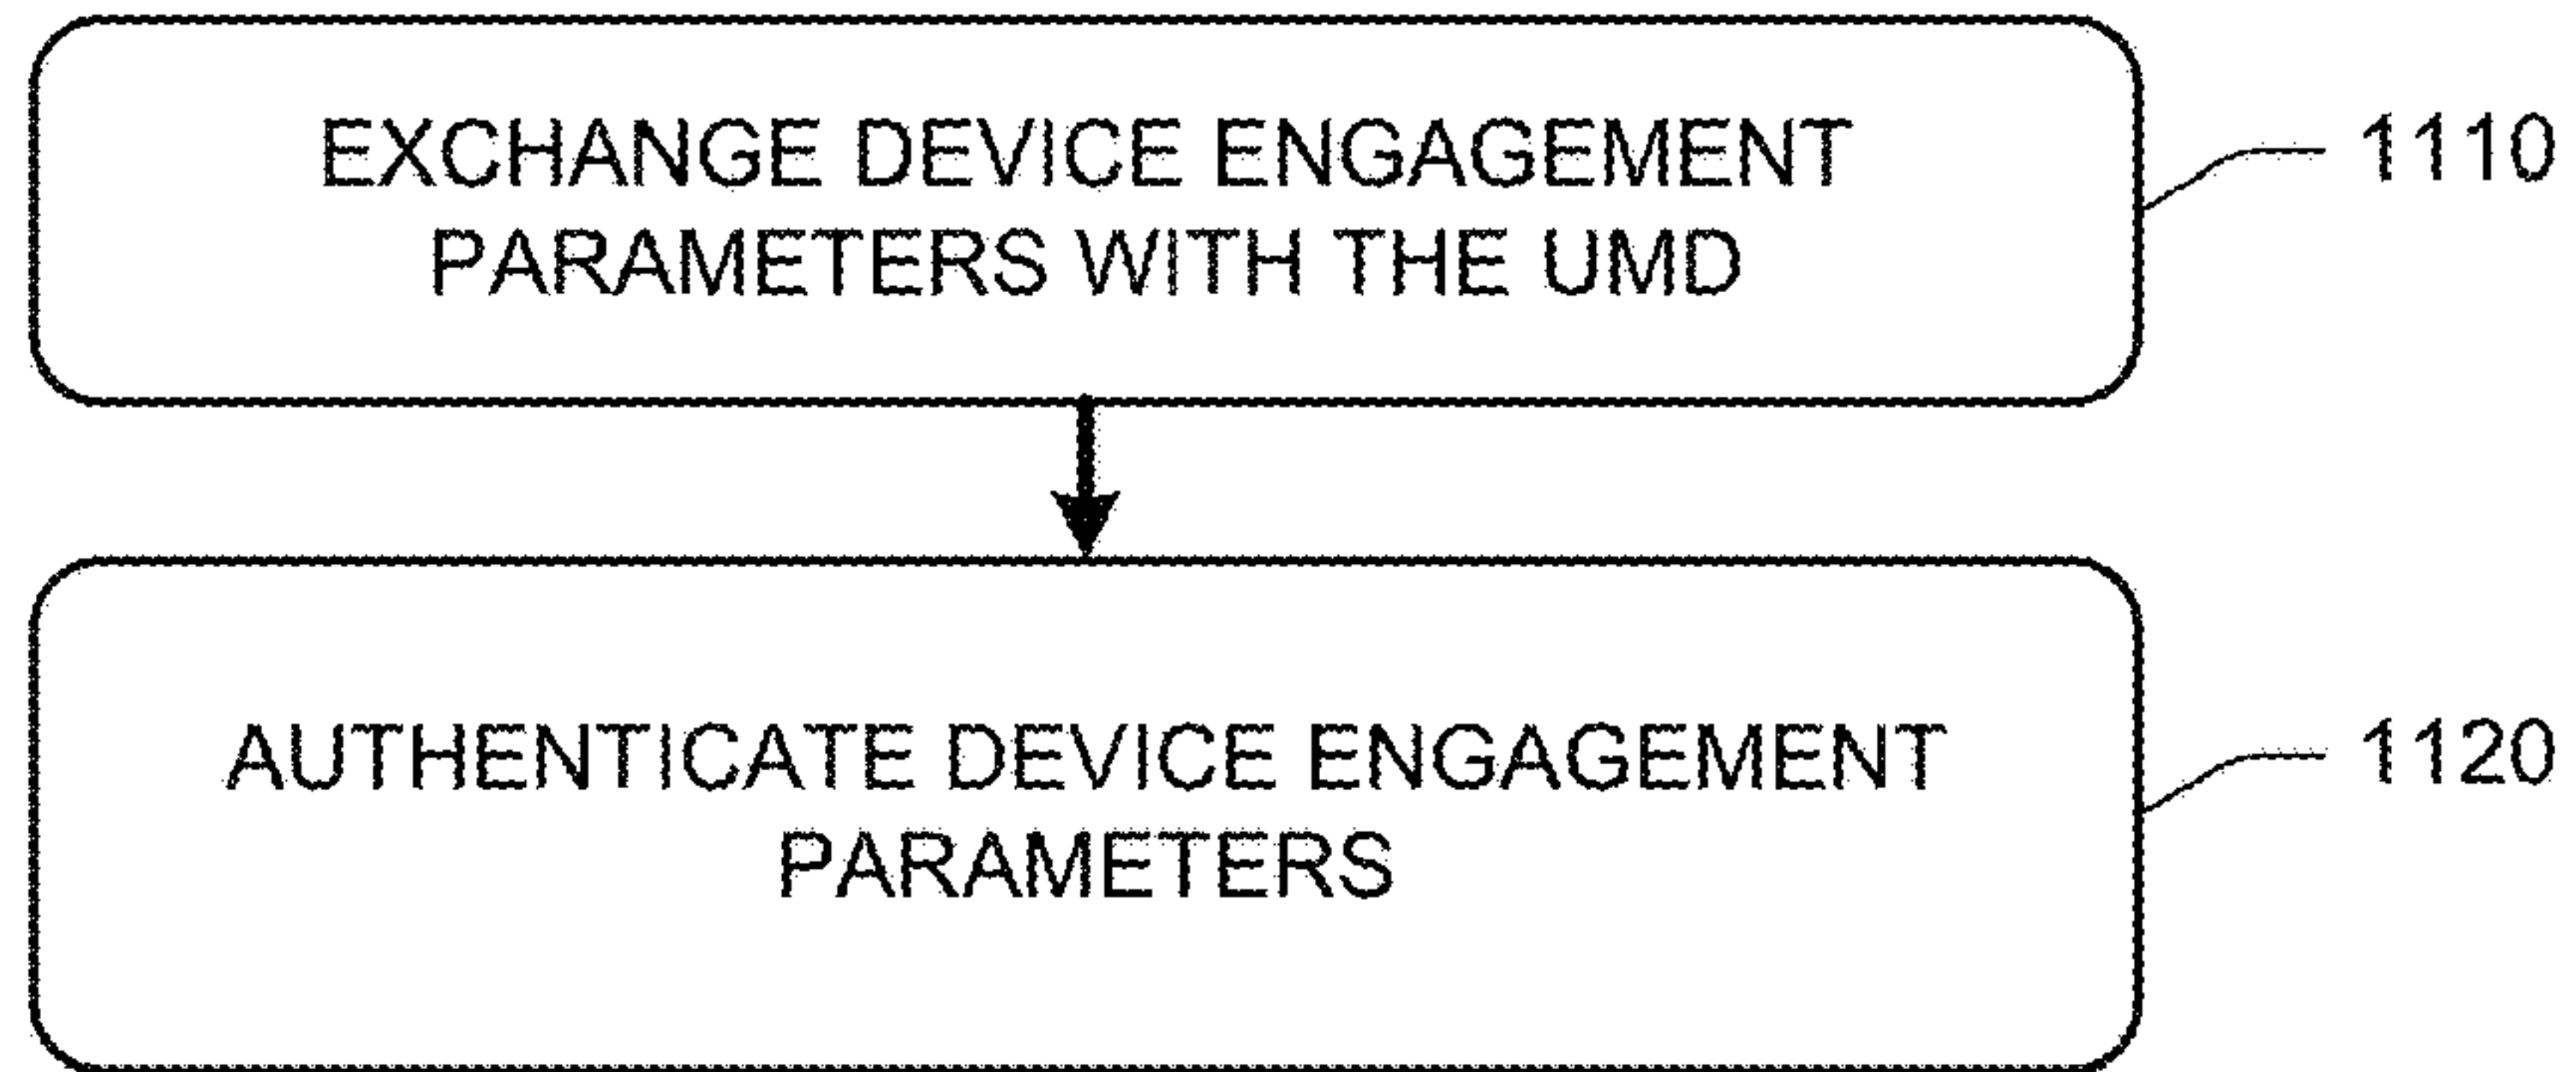 EXCHANGE DEVICE ENGAGEMENT
PARAMETERS WITH THE UMD
1110
AUTHENTICATE DEVICE ENGAGEMENT
PARAMETERS
1120